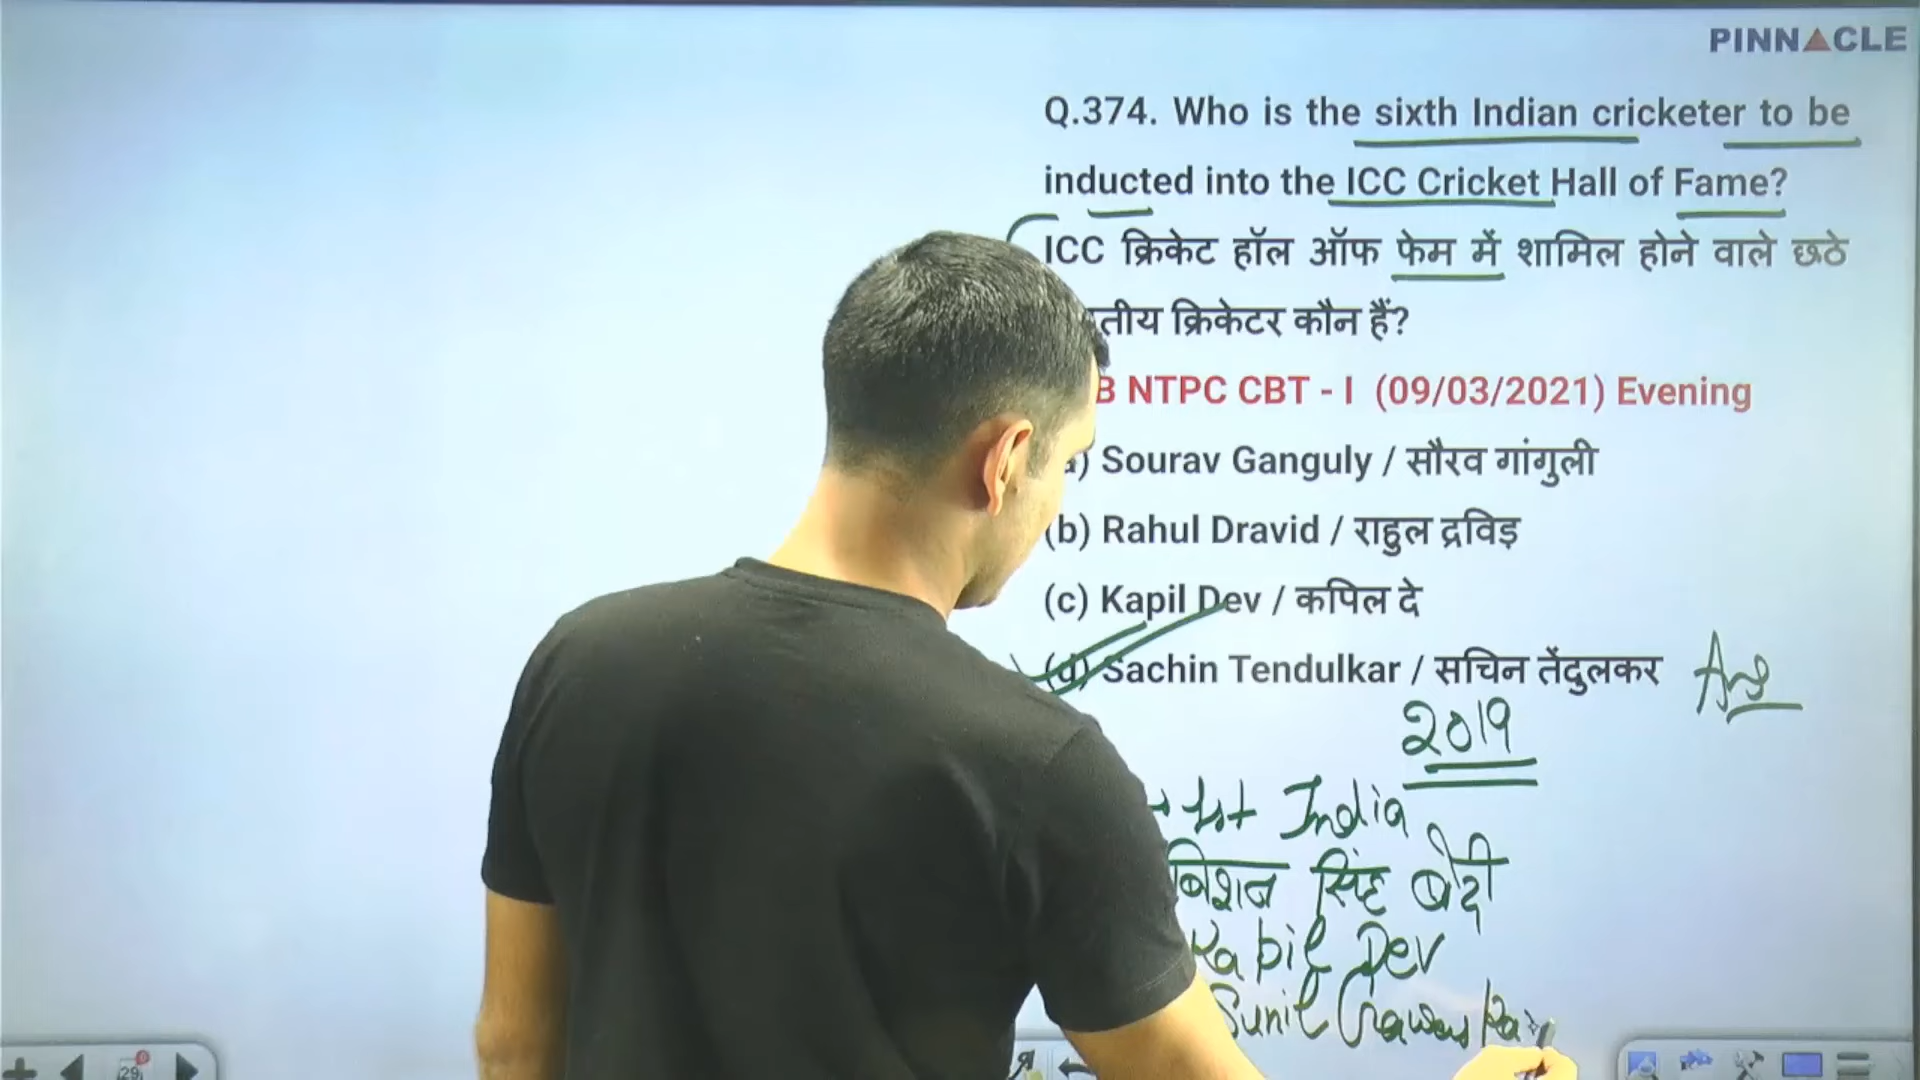 PINNACLE
Q.374. Who is the sixth Indian cricketer to be
inducted into the ICC Cricket Hall of Fame?
ICC क्रिकेट हॉल ऑफ फेम में शामिल होने वाले छठे
तीय क्रिकेटर कौन हैं?
B NTPC CBT - I (09/03/2021) Evening
a) Sourav Ganguly / सौरव गांगुली
(b) Rahul Dravid / राहुल द्रविड़
(c) Kapil Dev / कपिल दे
(d) Sachin Tendulkar / सचिन तेंदुलकर Ans
2019
1st India
बिशन सिंह बेदी
Kapil Dev
Sunil Gawaska
29